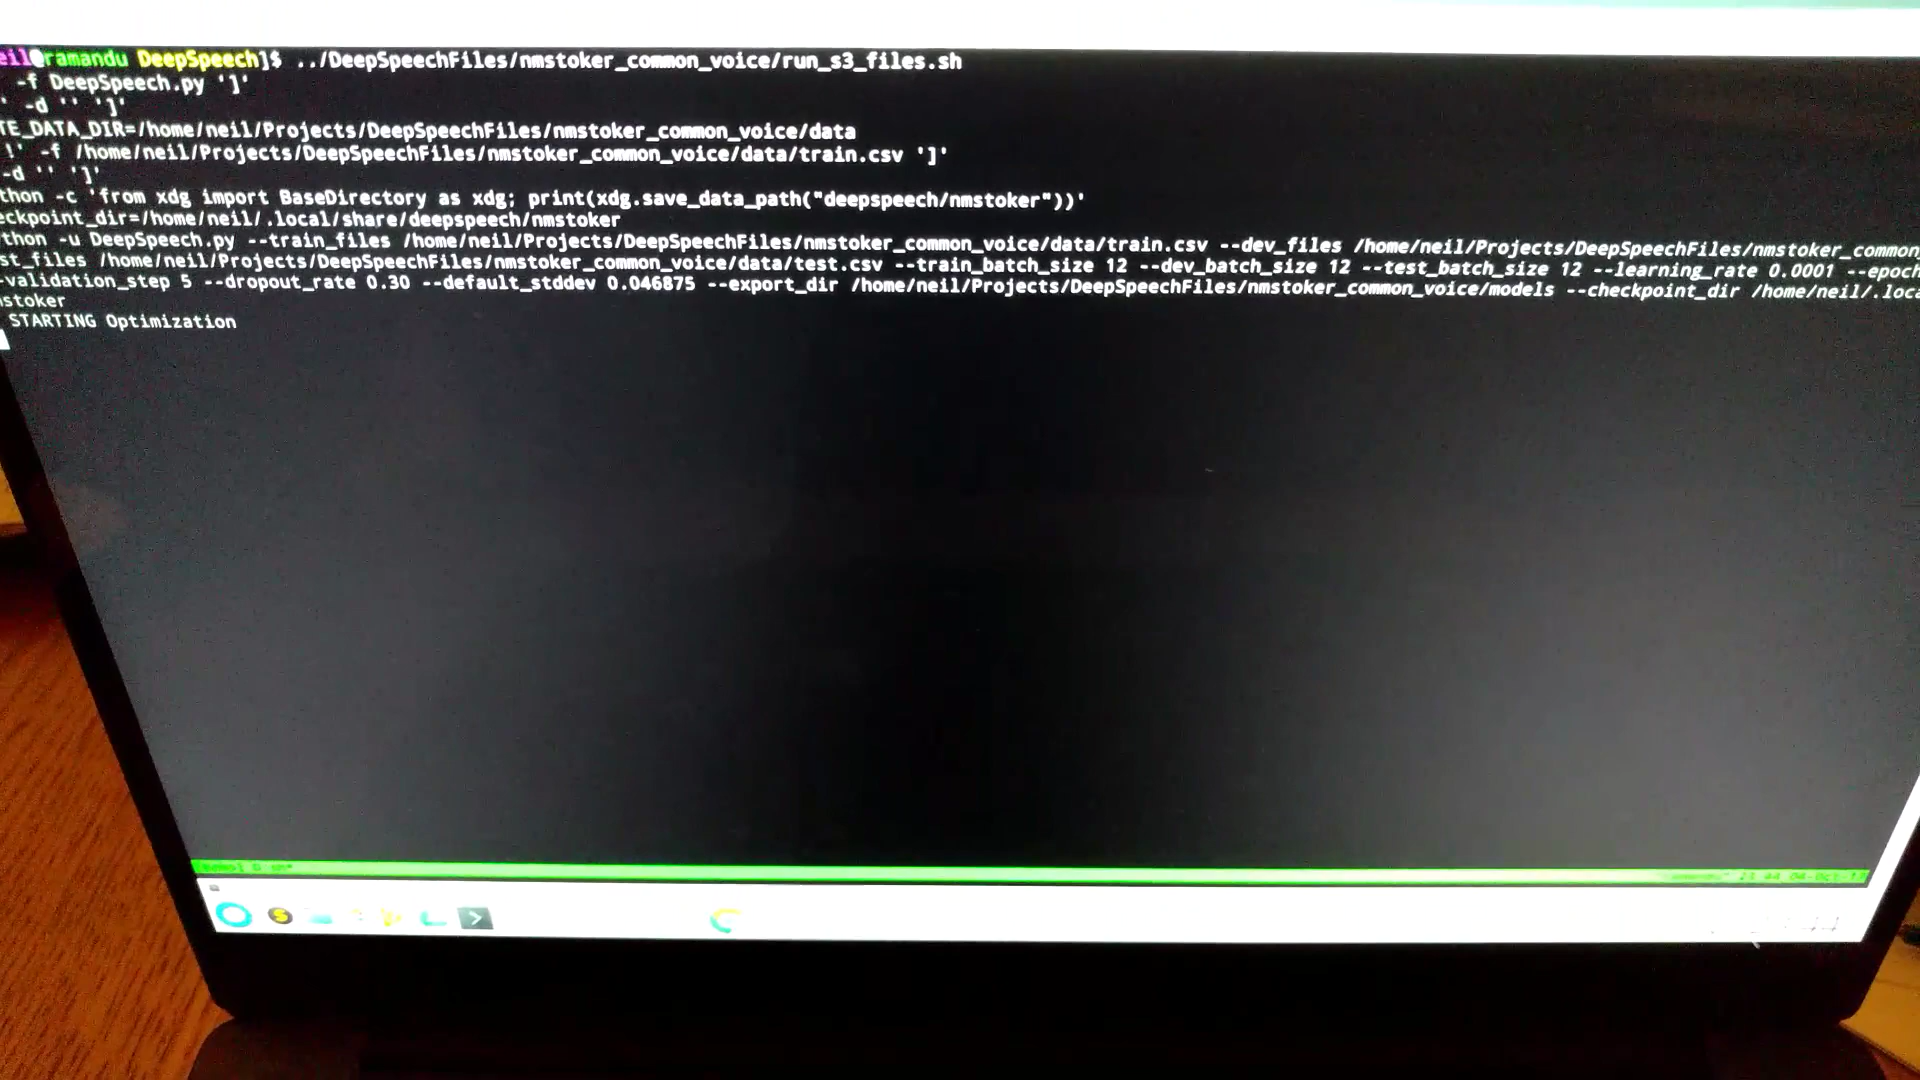 eil@ramandu DeepSpeech]$ ../DeepSpeechFiles/nmstoker_common_voice/run_s3_files.sh
-f DeepSpeech.py ']'
' -d '' ']'
TE_DATA_DIR=/home/neil/Projects/DeepSpeechFiles/nmstoker_common_voice/data
!' -f /home/neil/Projects/DeepSpeechFiles/nmstoker_common_voice/data/train.csv ']'
-d '' ']'
thon -c 'from xdg import BaseDirectory as xdg; print(xdg.save_data_path("deepspeech/nmstoker"))'
eckpoint_dir=/home/neil/.local/share/deepspeech/nmstoker
thon -u DeepSpeech.py --train_files /home/neil/Projects/DeepSpeechFiles/nmstoker_common_voice/data/train.csv --dev_files /home/neil/Projects/DeepSpeechFiles/nmstoker_common
st_files /home/neil/Projects/DeepSpeechFiles/nmstoker_common_voice/data/test.csv --train_batch_size 12 --dev_batch_size 12 --test_batch_size 12 --learning_rate 0.0001 --epoch
-validation_step 5 --dropout_rate 0.30 --default_stddev 0.046875 --export_dir /home/neil/Projects/DeepSpeechFiles/nmstoker_common_voice/models --checkpoint_dir /home/neil/.loca
stoker
STARTING Optimization